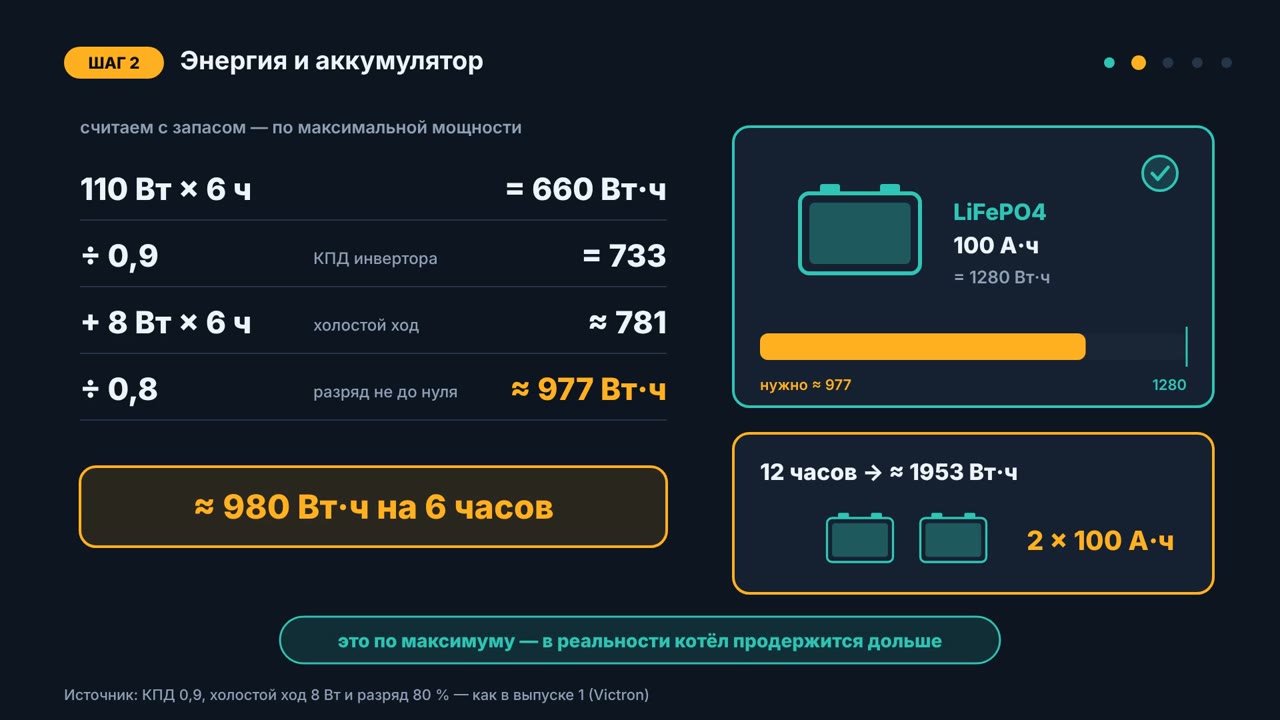 ШАГ 2
Энергия и аккумулятор
считаем с запасом — по максимальной мощности
110 Вт × 6 ч = 660 Вт·ч
÷ 0,9 КПД инвертора = 733
+ 8 Вт × 6 ч холостой ход ≈ 781
÷ 0,8 разряд не до нуля ≈ 977 Вт·ч
≈ 980 Вт·ч на 6 часов
LiFePO4
100 А·ч
= 1280 Вт·ч
нужно ≈ 977 1280
12 часов → ≈ 1953 Вт·ч
2 × 100 А·ч
это по максимуму — в реальности котёл продержится дольше
Источник: КПД 0,9, холостой ход 8 Вт и разряд 80 % — как в выпуске 1 (Victron)